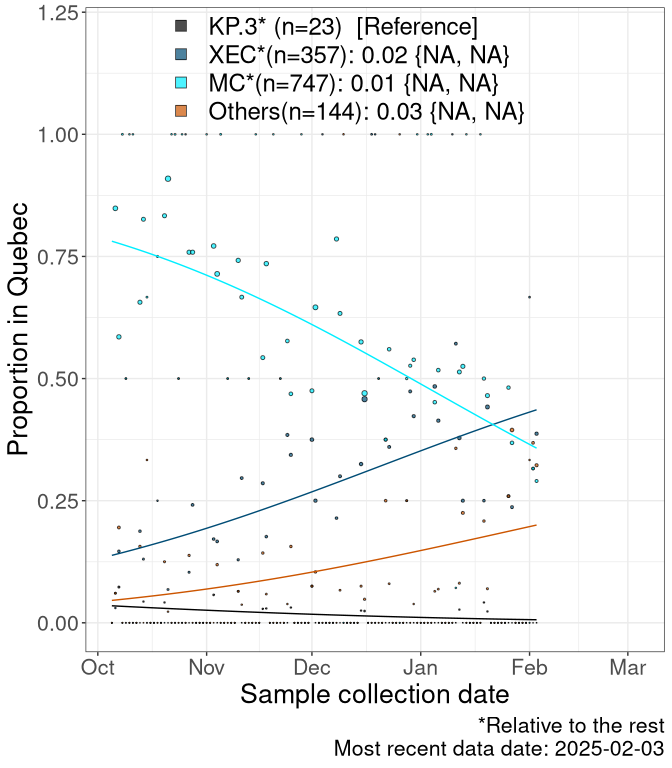 KP.3* (n=23)  [Reference]
XEC*(n=357): 0.02 {NA, NA}
MC*(n=747): 0.01 {NA, NA}
Others(n=144): 0.03 {NA, NA}
1.25
1.00
0.75
0.50
0.25
0.00
Proportion in Quebec
Oct Nov Dec Jan Feb Mar
Sample collection date
*Relative to the rest
Most recent data date: 2025-02-03